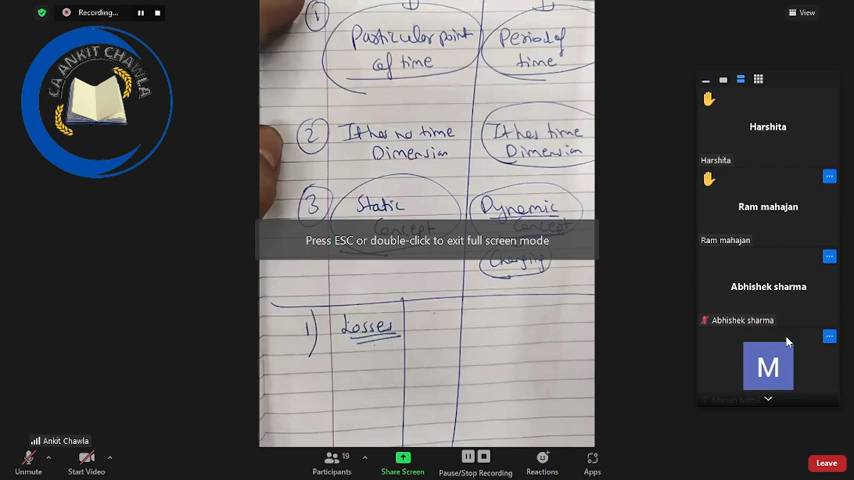 Recording...
View
CA ANKIT CHAWLA
1
Particular point
of time
Period of
time
2
It has no time
Dimension
It has time
Dimension
3
Static
Concept
Dynamic
Concept
Changing
Press ESC or double-click to exit full screen mode
1)
Losses
Harshita
Harshita
Ram mahajan
Ram mahajan
Abhishek sharma
Abhishek sharma
M
Ankit Chawla
Unmute
Start Video
19
Participants
Share Screen
Pause/Stop Recording
Reactions
Apps
Leave